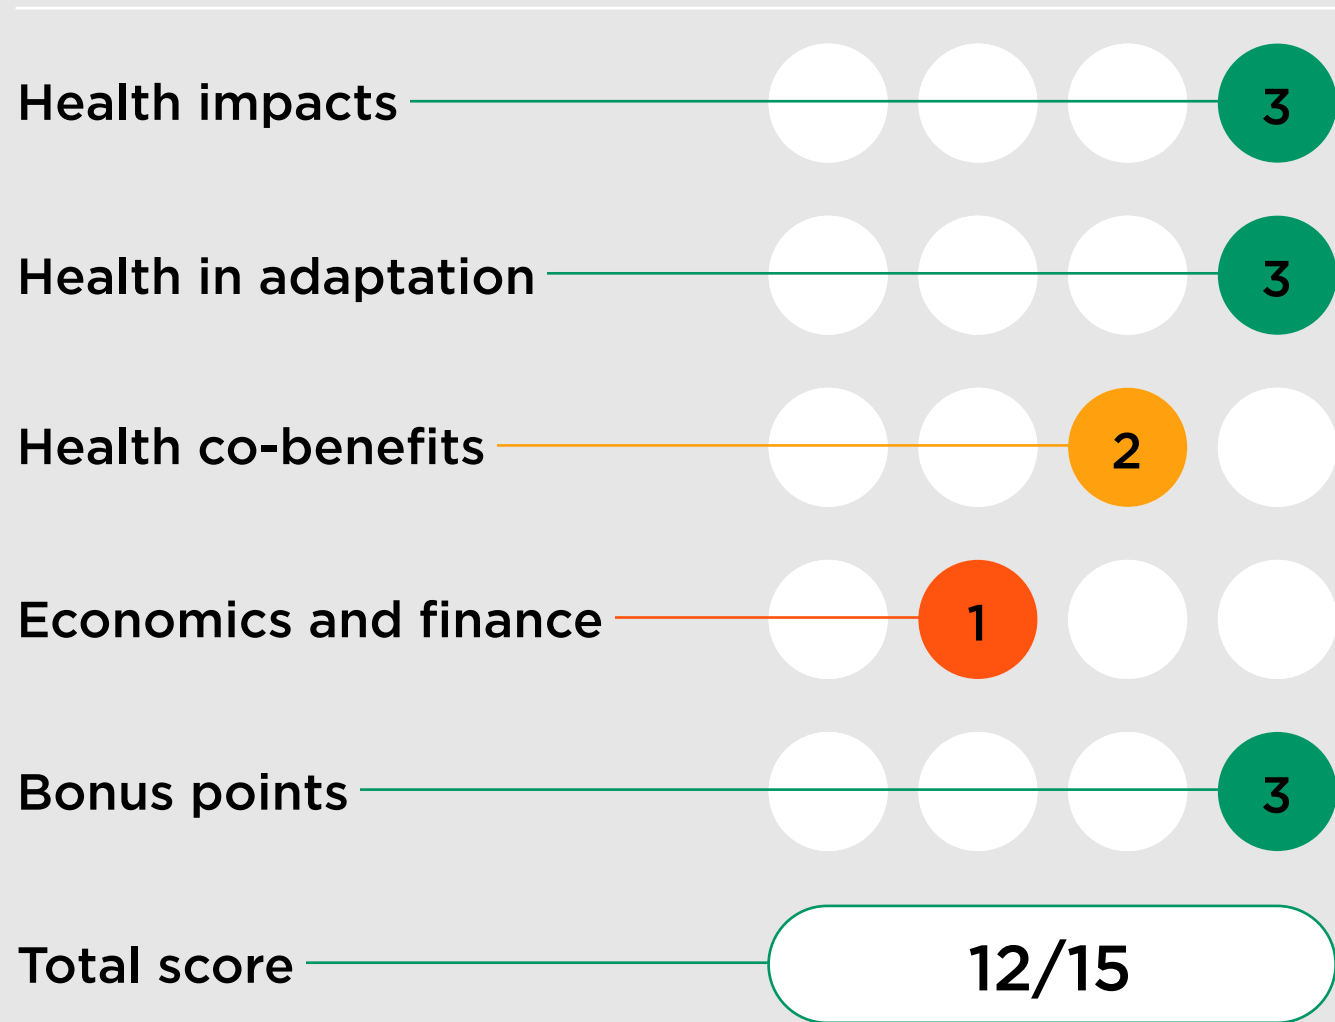 Health impacts 3
Health in adaptation 3
Health co-benefits 2
Economics and finance 1
Bonus points 3
Total score 12/15